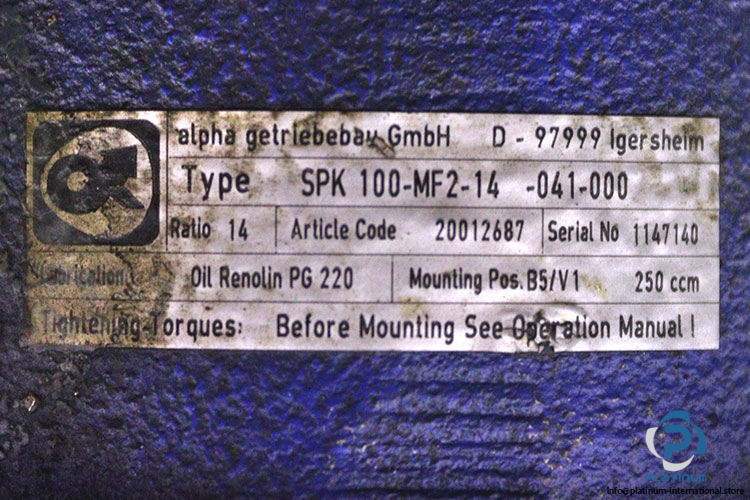 alpha getriebebau GmbH D - 97999 Igersheim
Type SPK 100-MF2-14 -041-000
Ratio 14 Article Code 20012687 Serial No 1147140
Lubrication Oil Renolin PG 220 Mounting Pos. B5/V1 250 ccm
Tightening-Torques: Before Mounting See Operation Manual !
Platinum
info@platinum-international.store